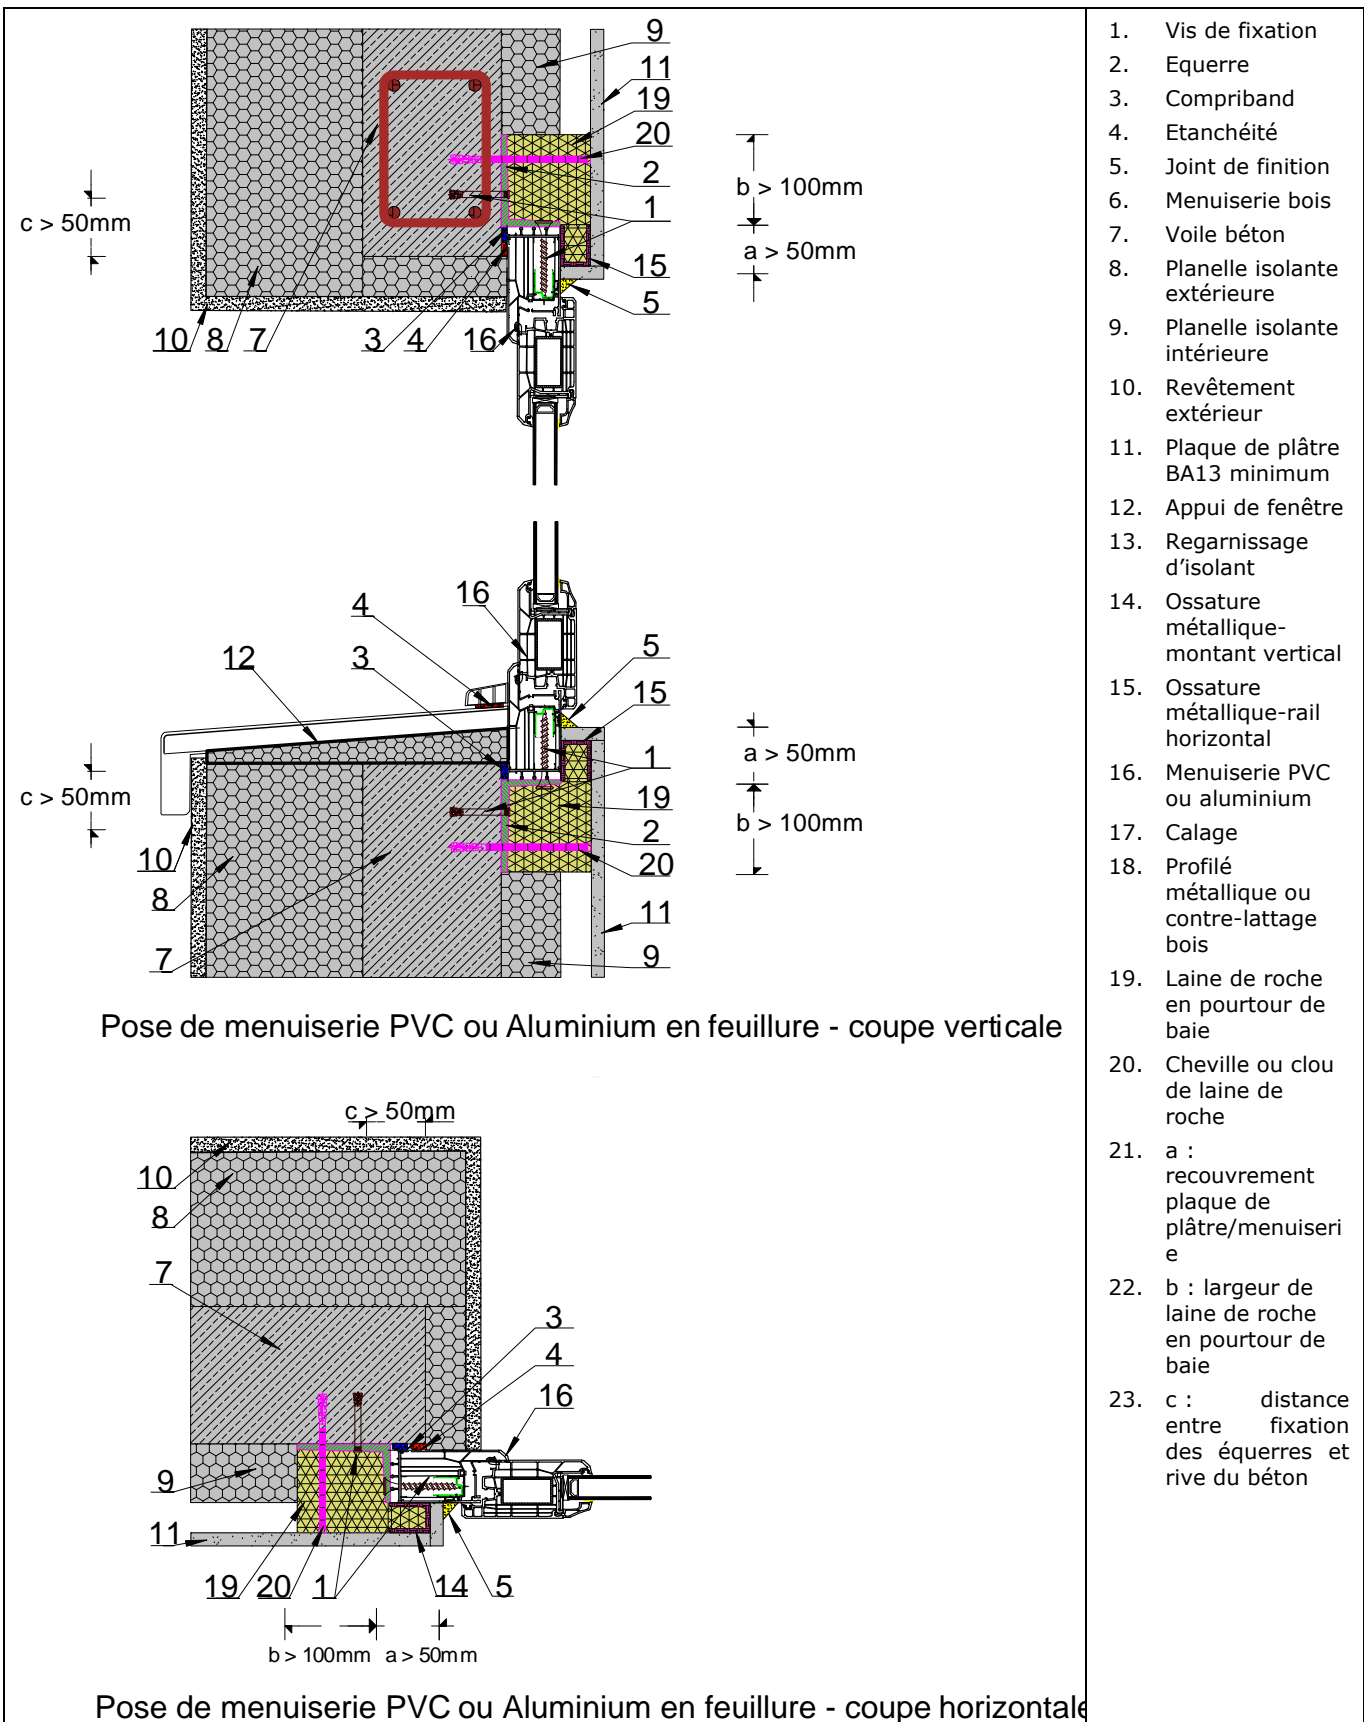 9
11
19
20
2
1
15
5
b > 100mm
a > 50mm
c > 50mm
10 8 7 3 4 16
16
4
3
12
5
15
1
19
2
20
11
9
a > 50mm
b > 100mm
c > 50mm
10
8
7
Pose de menuiserie PVC ou Aluminium en feuillure - coupe verticale
c > 50mm
10
8
7
3
4
16
9
11
19 20 1 14 5
b > 100mm a > 50mm
Pose de menuiserie PVC ou Aluminium en feuillure - coupe horizontale
1. Vis de fixation
2. Equerre
3. Compriband
4. Etanchéité
5. Joint de finition
6. Menuiserie bois
7. Voile béton
8. Planelle isolante
extérieure
9. Planelle isolante
intérieure
10. Revêtement
extérieur
11. Plaque de plâtre
BA13 minimum
12. Appui de fenêtre
13. Regarnissage
d’isolant
14. Ossature
métallique-
montant vertical
15. Ossature
métallique-rail
horizontal
16. Menuiserie PVC
ou aluminium
17. Calage
18. Profilé
métallique ou
contre-lattage
bois
19. Laine de roche
en pourtour de
baie
20. Cheville ou clou
de laine de
roche
21. a :
recouvrement
plaque de
plâtre/menuiseri
e
22. b : largeur de
laine de roche
en pourtour de
baie
23. c : distance
entre fixation
des équerres et
rive du béton